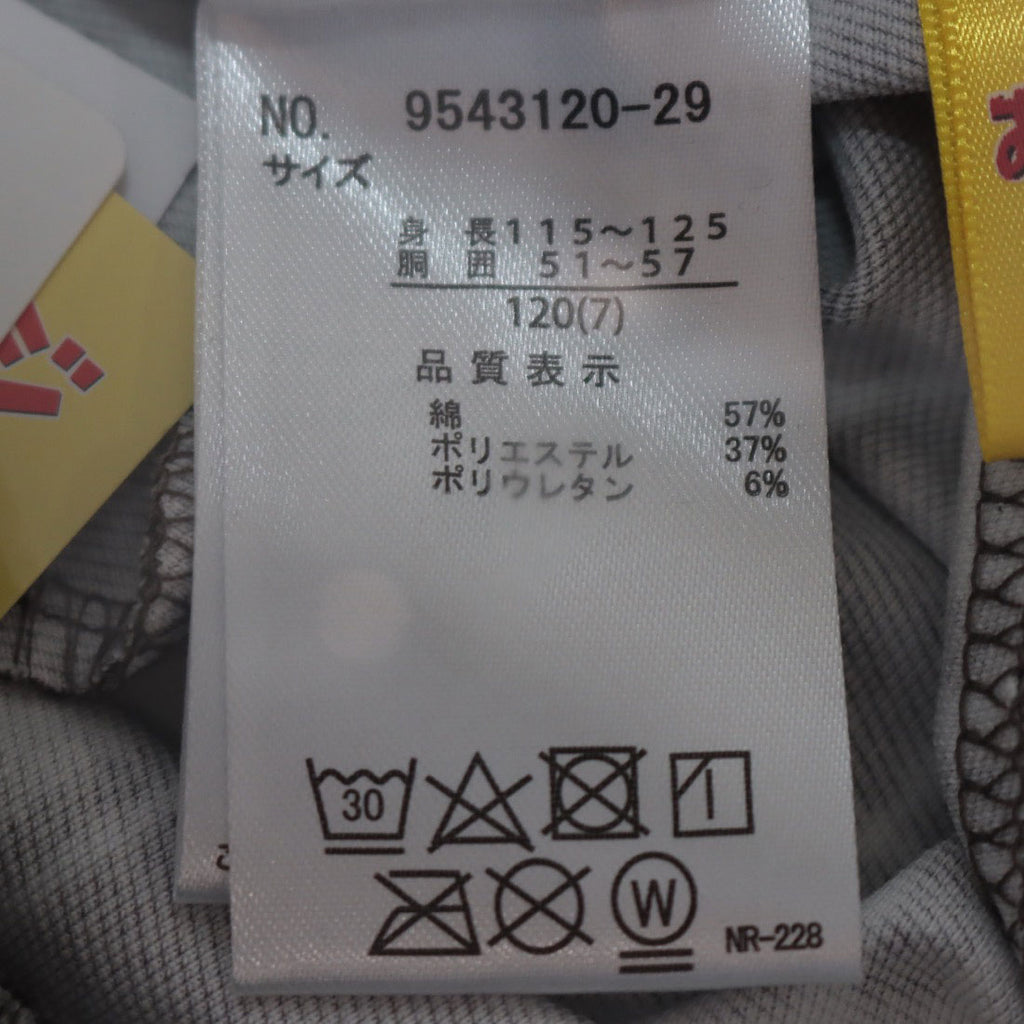 NO. 9543120-29
サイズ
身 長115～125
胴 囲 51～57
120(7)
品質表示
綿 57%
ポリエステル 37%
ポリウレタン 6%
30
W
NR-228